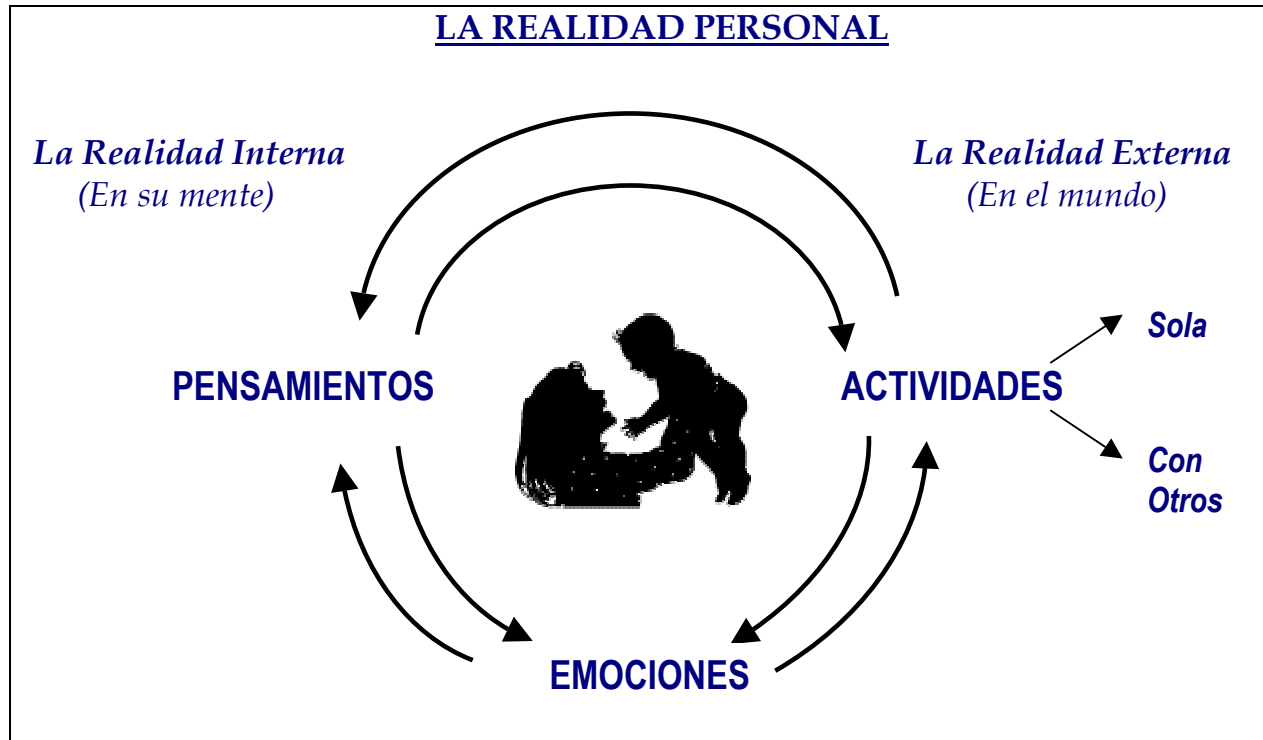 LA REALIDAD PERSONAL
La Realidad Interna
(En su mente)
La Realidad Externa
(En el mundo)
Sola
PENSAMIENTOS
ACTIVIDADES
Con
Otros
EMOCIONES